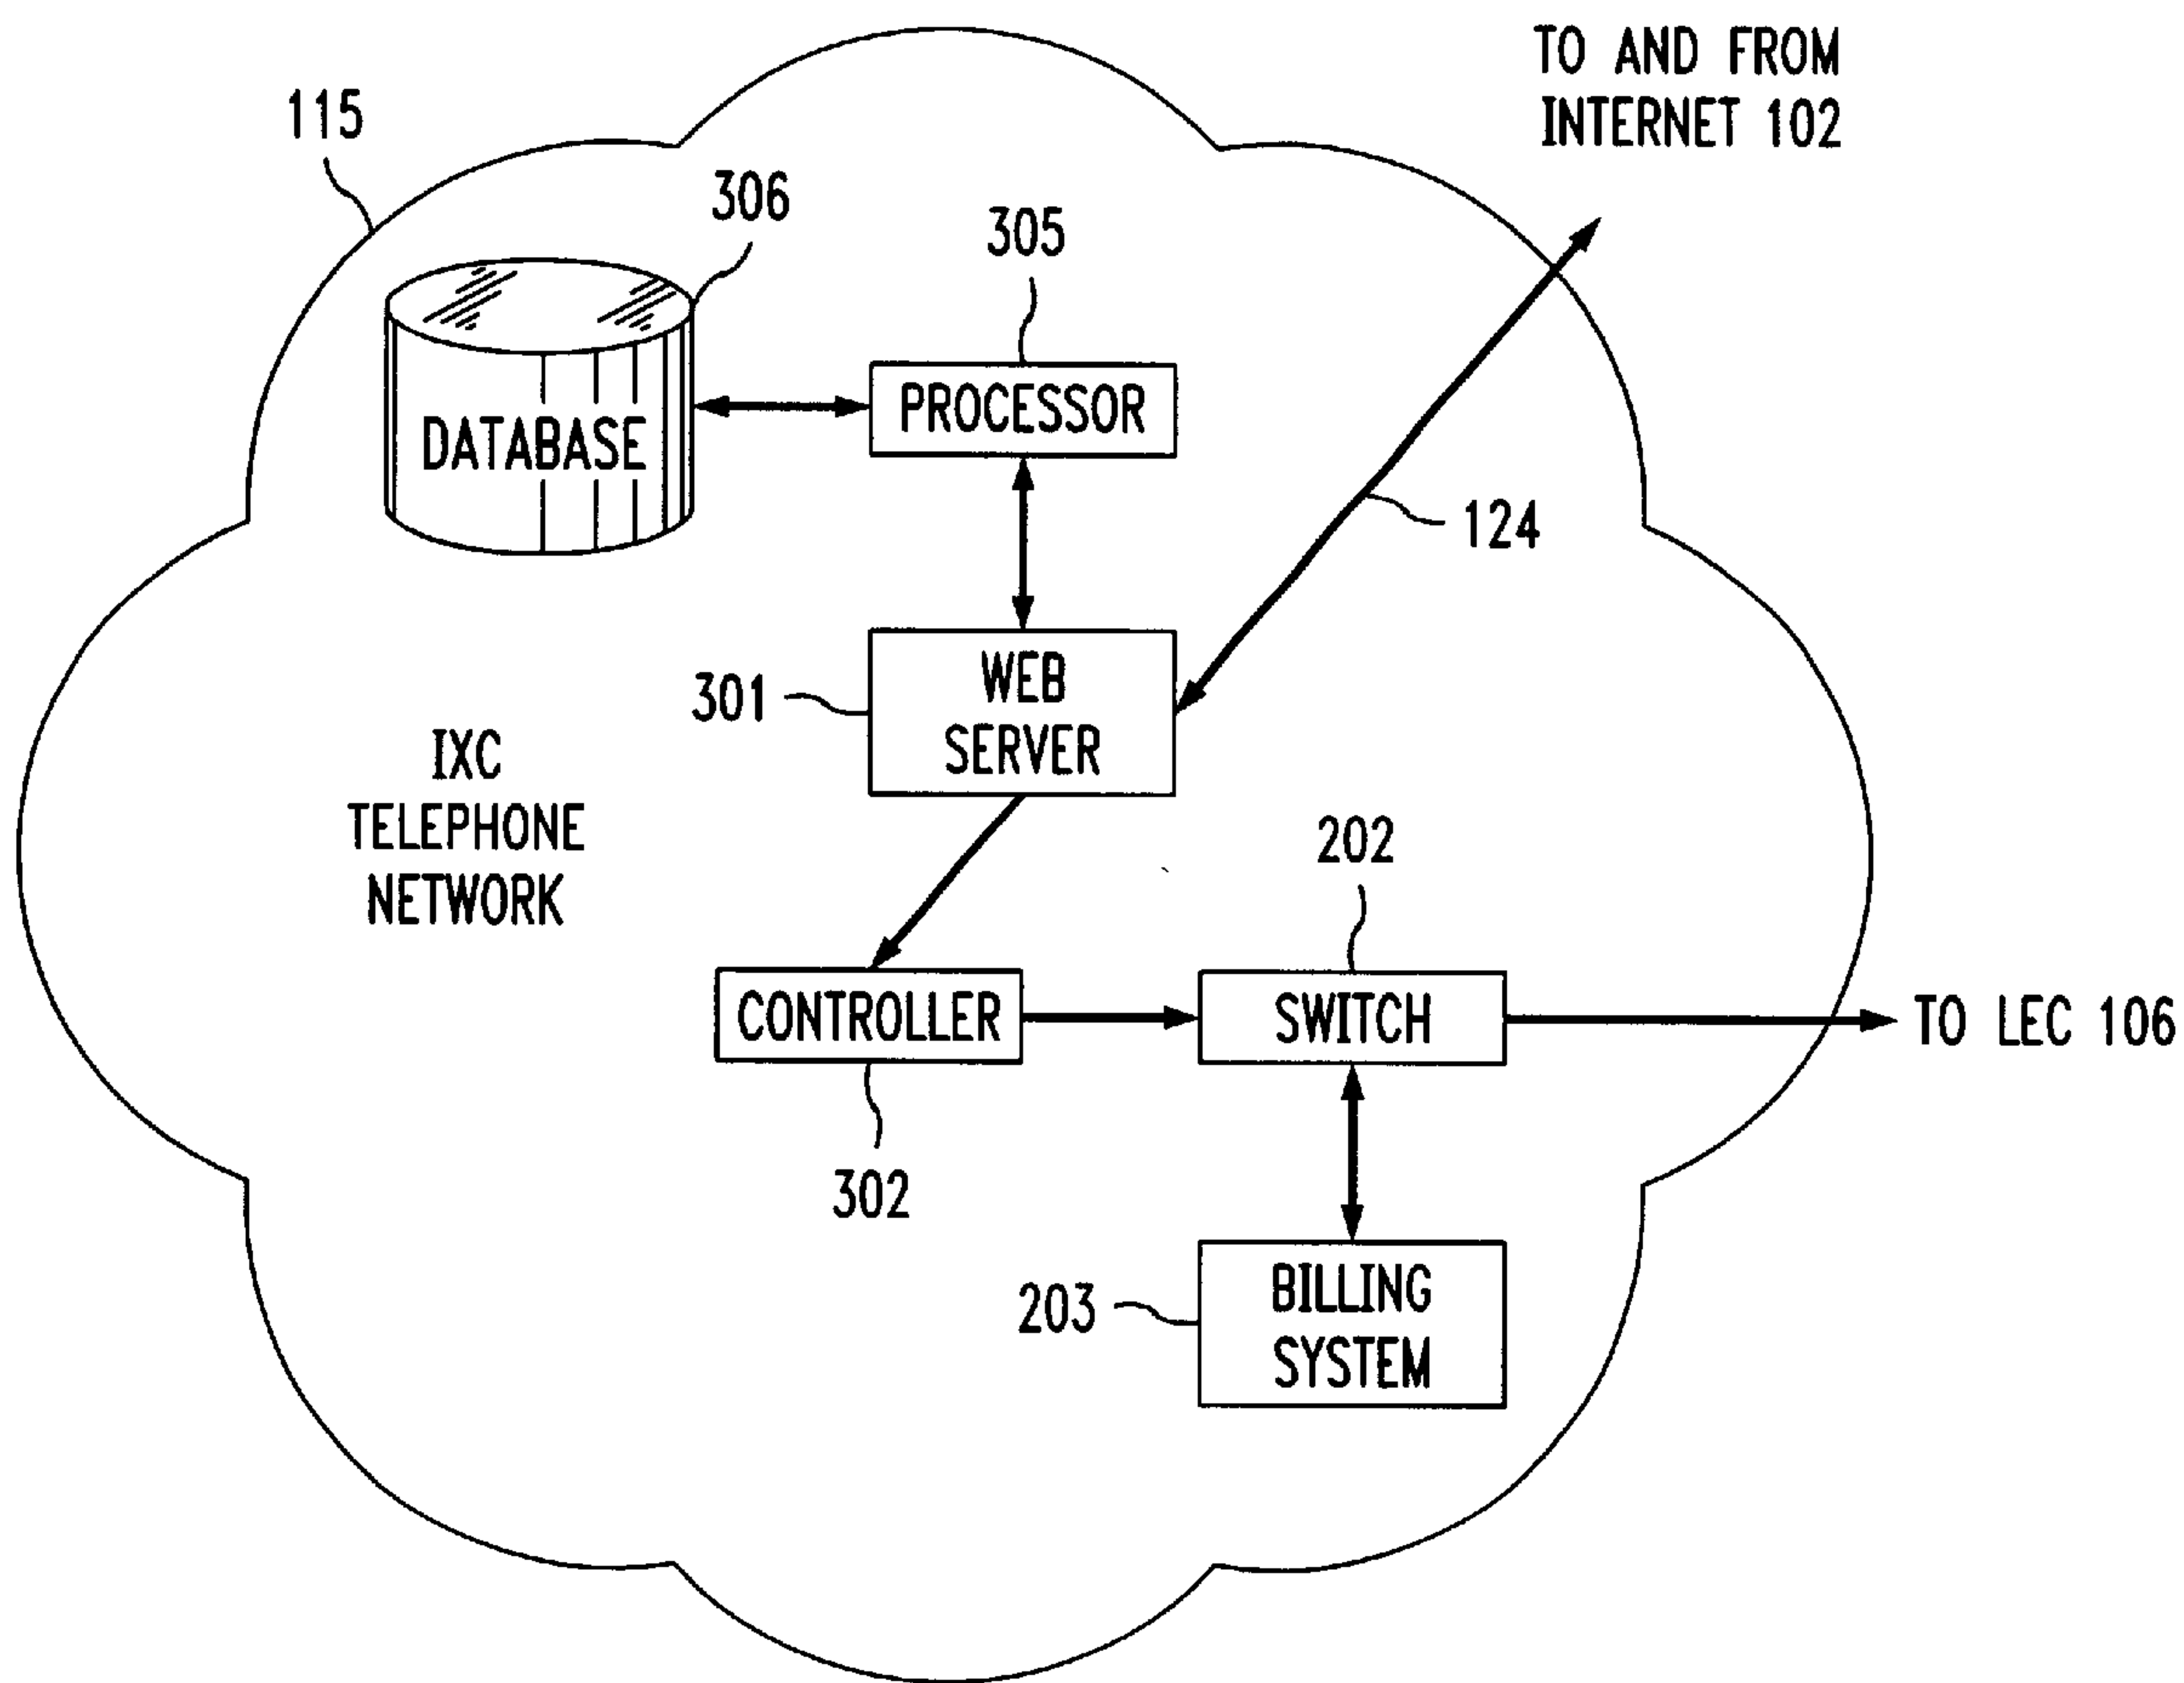 TO AND FROM
INTERNET 102
115
306
305
PROCESSOR
DATABASE
124
301
WEB
SERVER
IXC
TELEPHONE
NETWORK
202
CONTROLLER
SWITCH
TO LEC 106
302
203
BILLING
SYSTEM